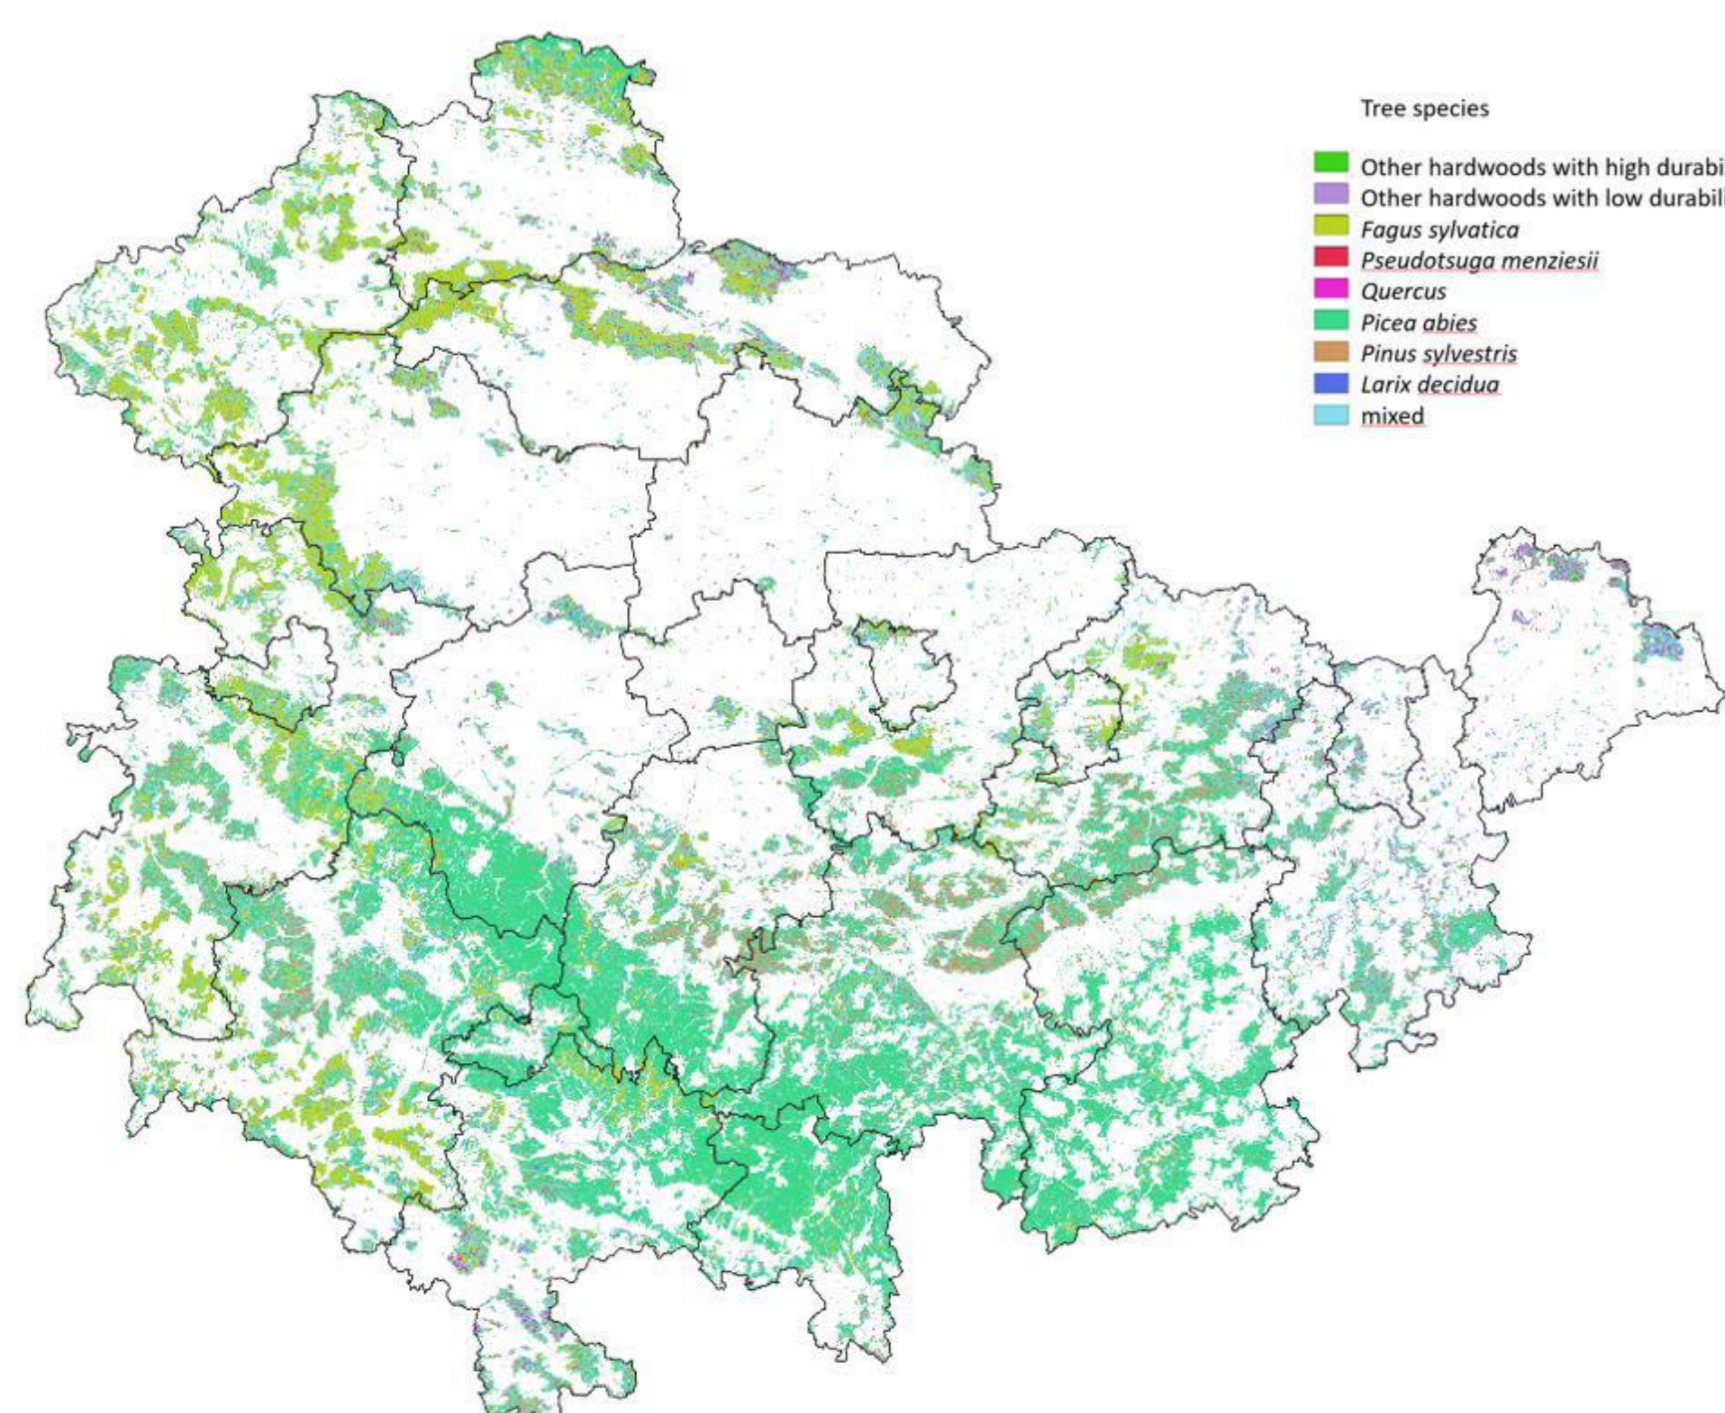 Tree species
Other hardwoods with high durabi
Other hardwoods with low durabili
Fagus sylvatica
Pseudotsuga menziesii
Quercus
Picea abies
Pinus sylvestris
Larix decidua
mixed